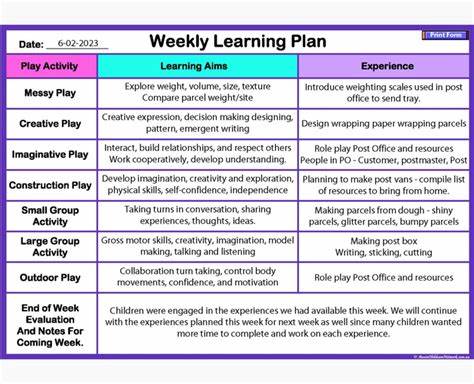 Print Form
Date: 6-02-2023
Weekly Learning Plan
Play Activity
Learning Aims
Experience
Messy Play
Explore weight, volume, size, texture
Compare parcel weight/site
Introduce weighting scales used in post
office to send tray.
Creative Play
Creative expression, decision making designing,
pattern, emergent writing
Design wrapping paper wrapping parcels
Imaginative Play
Interact, build relationships, and respect others
Work cooperatively, develop understanding.
Role play Post Office and resources
People in PO - Customer, postmaster, Post
Construction Play
Develop imagination, creativity and exploration,
physical skills, self-confidence, independence
Planning to make post vans - compile list
of resources to bring from home.
Small Group
Activity
Taking turns in conversation, sharing
experiences, thoughts, ideas.
Making parcels from dough - shiny
parcels, glitter parcels, bumpy parcels
Large Group
Activity
Gross motor skills, creativity, imagination, model
making, talking and listening
Making post box
Writing, sticking, cutting
Outdoor Play
Collaboration turn taking, control body
movements, confidence, and motivation
Role play Post Office and resources
End of Week
Evaluation
And Notes For
Coming Week.
Children were engaged in the experiences we had available this week. We will continue
with the experiences planned this week for next week as well since many children wanted
more time to complete and work on each experience.